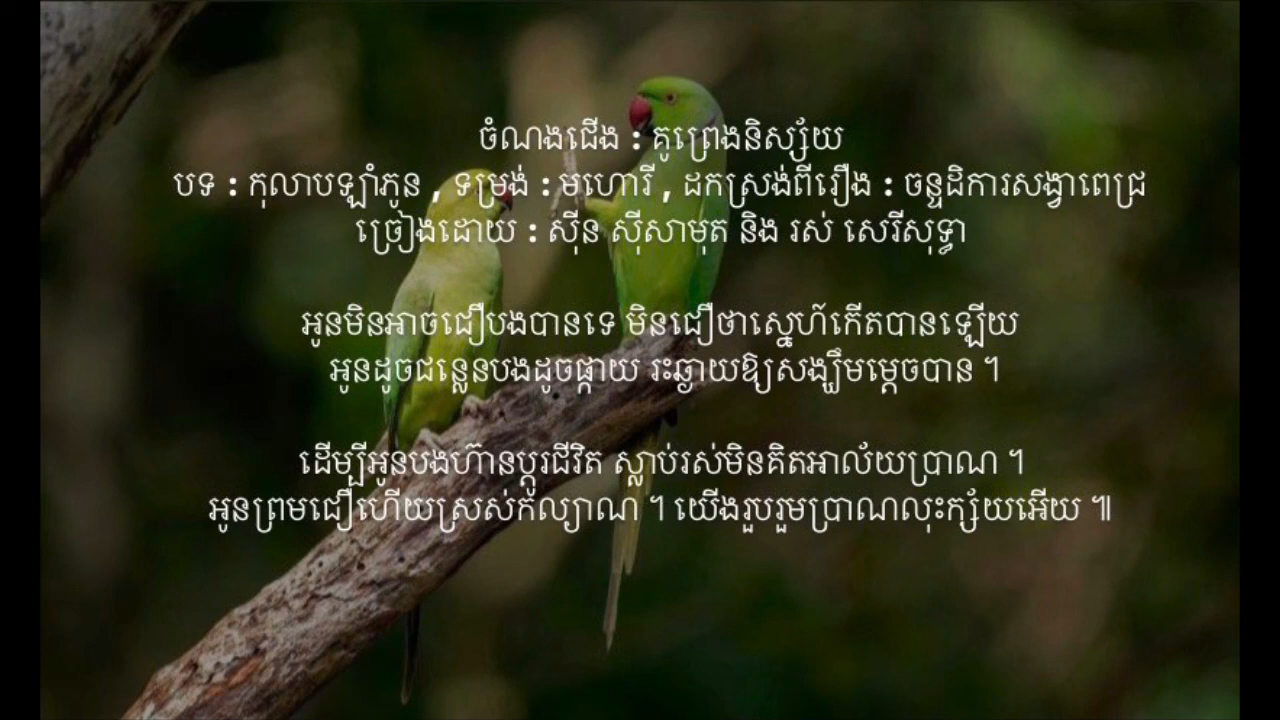 ចំណងជើង : គូព្រេងនិស្ស័យ
បទ : កុលាបឡាំភូន , ទម្រង់ : មហោរី , ដកស្រង់ពីរឿង : ចន្ទដិការសង្វាពេជ្រ
ច្រៀងដោយ : ស៊ីន ស៊ីសាមុត និង រស់ សេរីសុទ្ធា
អូនមិនអាចជឿបងបានទេ មិនជឿថាស្នេហ៍កើតបានឡើយ
អូនដូចជន្លេនបងដូចផ្កាយ រះឆ្ងាយឱ្យសង្ឃឹមម្ដេចបាន ។
ដើម្បីអូនបងហ៊ានប្ដូរជីវិត ស្លាប់រស់មិនគិតអាល័យប្រាណ ។
អូនព្រមជឿហើយស្រស់កល្យាណ ។ យើងរួបរួមប្រាណលុះក្ស័យអើយ ៕